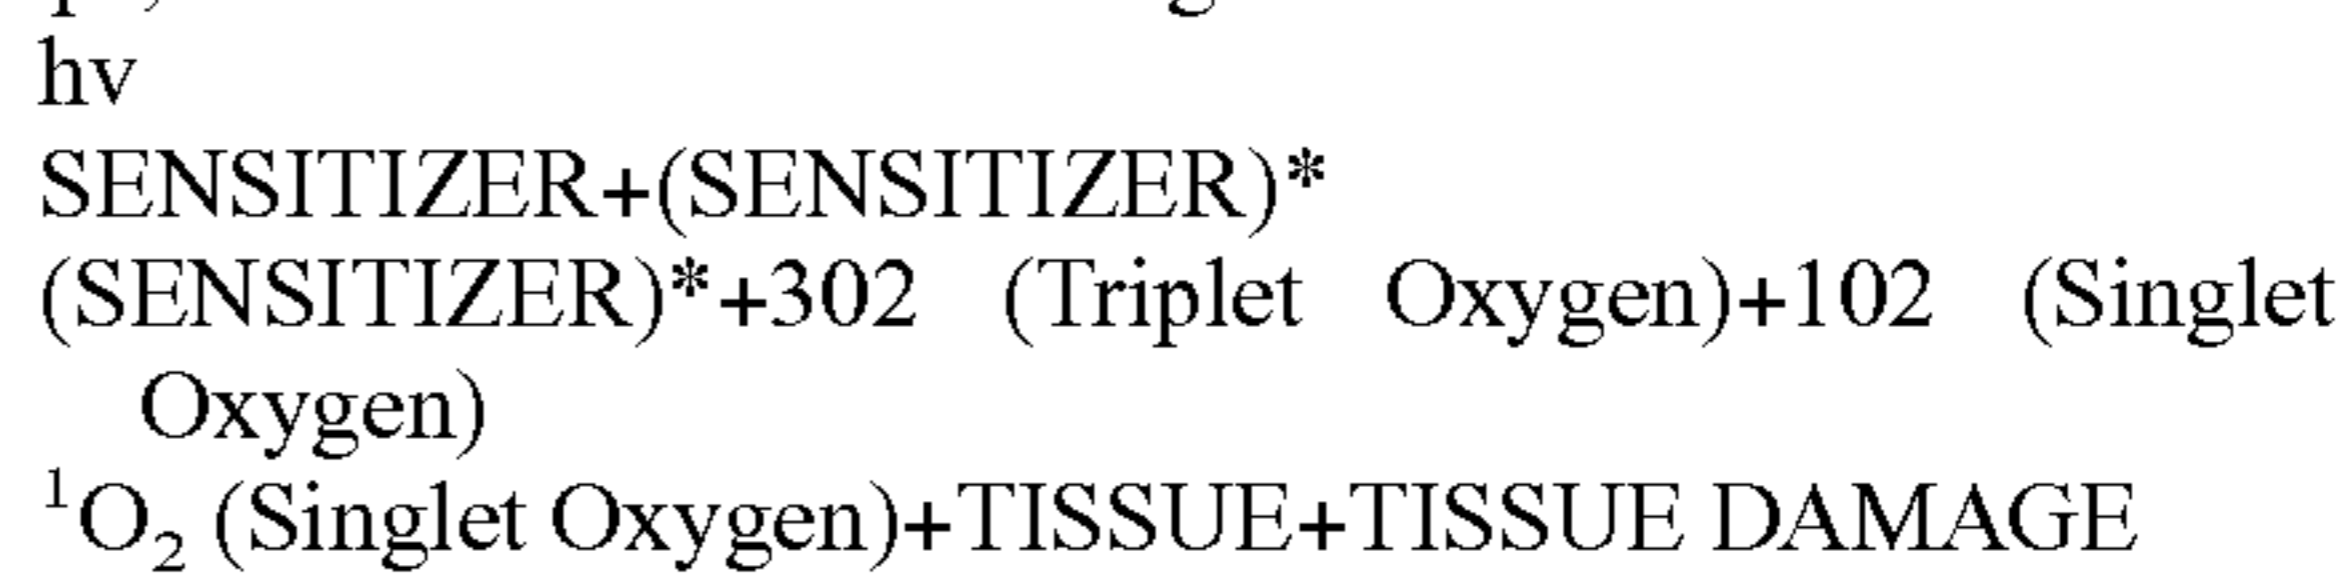 hv
SENSITIZER+(SENSITIZER)*
(SENSITIZER)*+302 (Triplet Oxygen)+102 (Singlet
Oxygen)
¹O₂ (Singlet Oxygen)+TISSUE+TISSUE DAMAGE